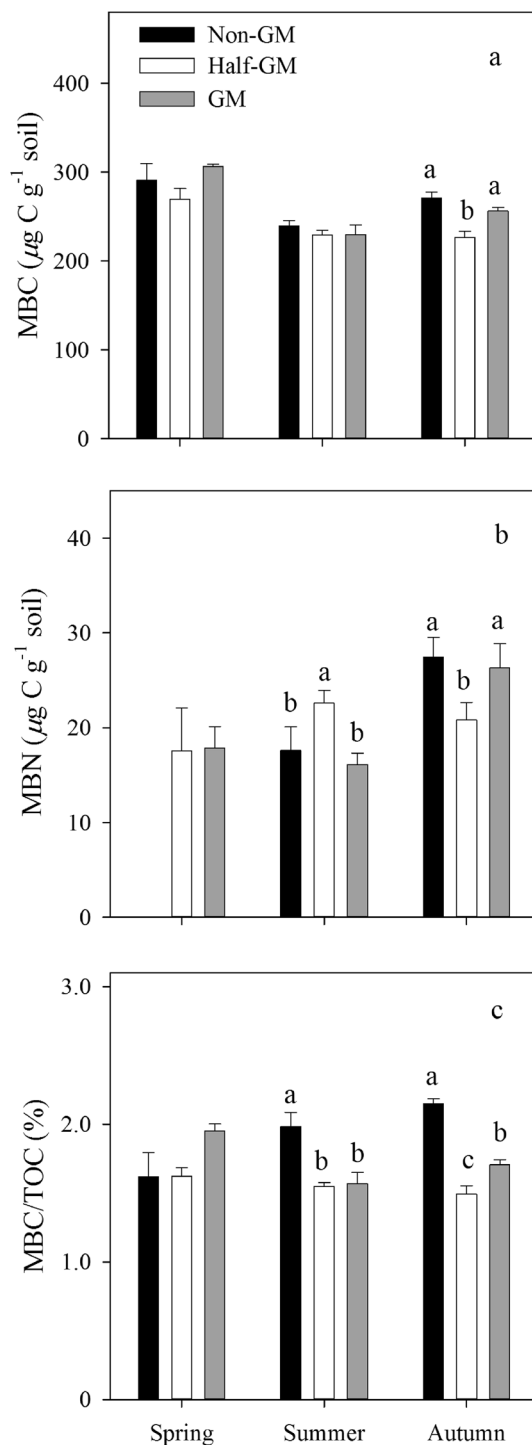 Non-GM
Half-GM
GM
a
400
300
200
100
0
MBC (μg C g⁻¹ soil)
a
b
a
b
40
30
20
10
0
MBN (μg C g⁻¹ soil)
b
a
b
a
b
a
c
3.0
2.0
1.0
0
MBC/TOC (%)
a
b
b
a
c
b
Spring Summer Autumn